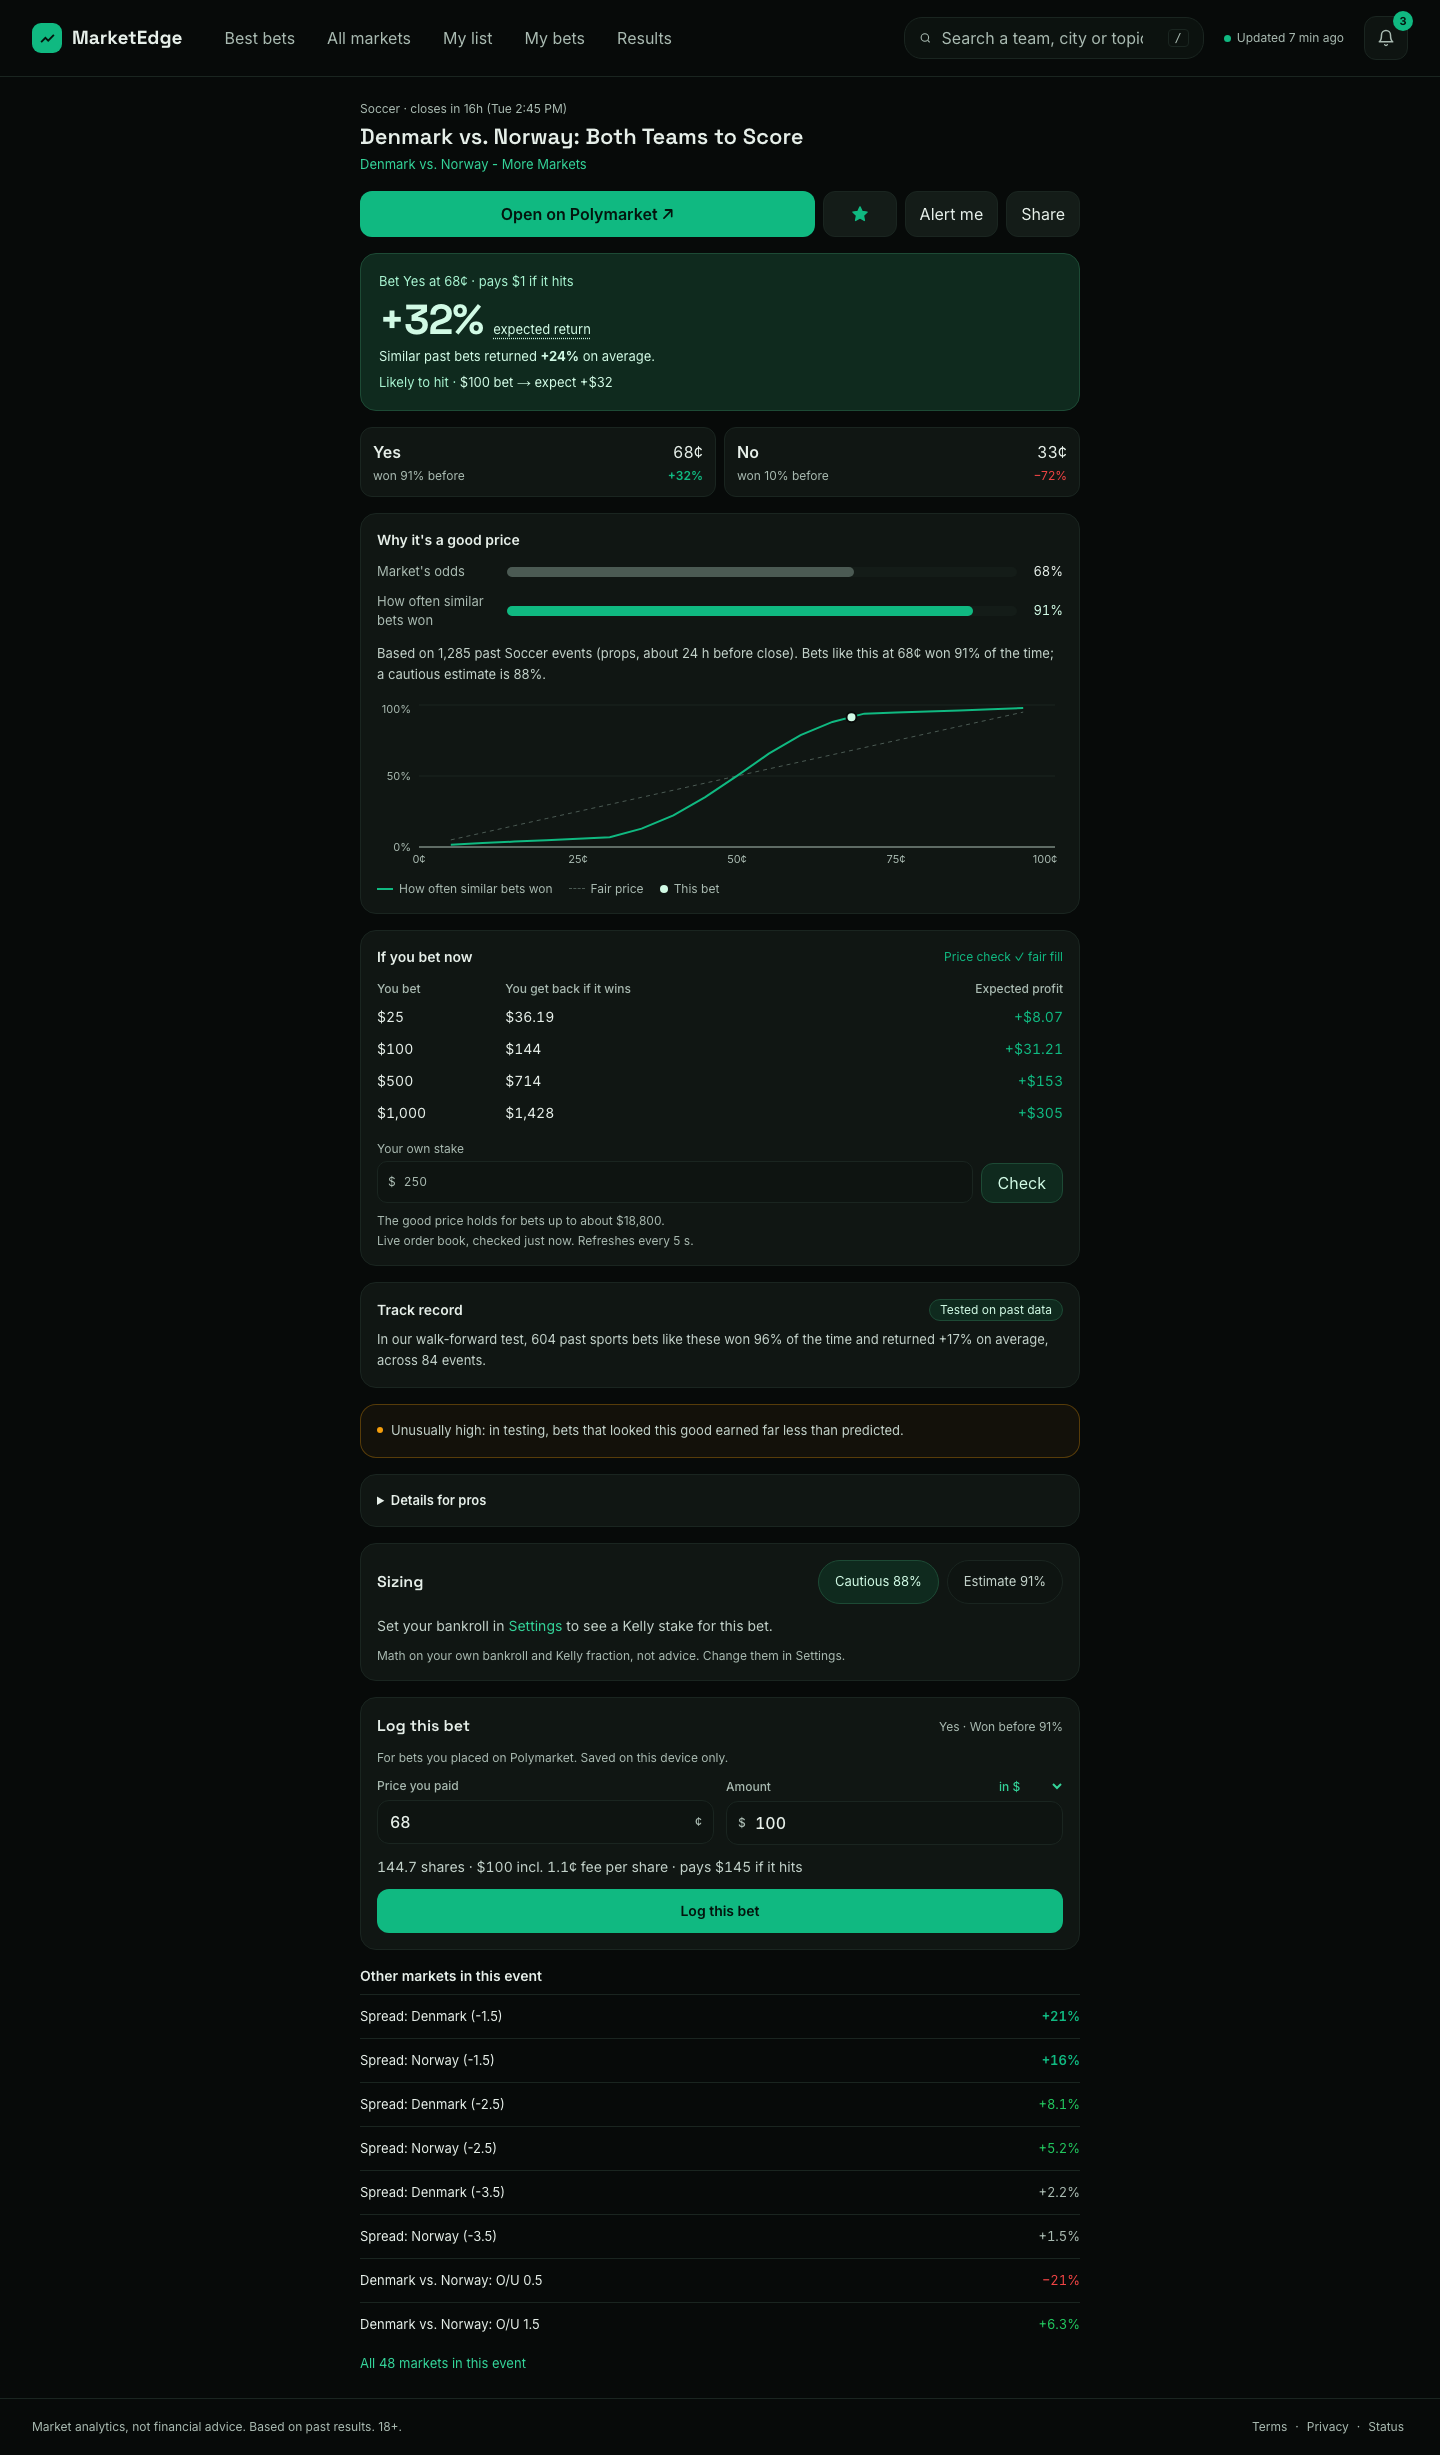 MarketEdge
Best bets
All markets
My list
My bets
Results
Search a team, city or topic
/
Updated 7 min ago
3
Soccer · closes in 16h (Tue 2:45 PM)
Denmark vs. Norway: Both Teams to Score
Denmark vs. Norway - More Markets
Open on Polymarket ↗
★
Alert me
Share
Bet Yes at 68¢ · pays $1 if it hits
+32% expected return
Similar past bets returned +24% on average.
Likely to hit · $100 bet → expect +$32
Yes 68¢
won 91% before +32%
No 33¢
won 10% before −72%
Why it's a good price
Market's odds 68%
How often similar
bets won 91%
Based on 1,285 past Soccer events (props, about 24 h before close). Bets like this at 68¢ won 91% of the time;
a cautious estimate is 88%.
100%
50%
0%
0¢ 25¢ 50¢ 75¢ 100¢
How often similar bets won Fair price This bet
If you bet now Price check ✓ fair fill
You bet You get back if it wins Expected profit
$25 $36.19 +$8.07
$100 $144 +$31.21
$500 $714 +$153
$1,000 $1,428 +$305
Your own stake
$ 250 Check
The good price holds for bets up to about $18,800.
Live order book, checked just now. Refreshes every 5 s.
Track record Tested on past data
In our walk-forward test, 604 past sports bets like these won 96% of the time and returned +17% on average,
across 84 events.
Unusually high: in testing, bets that looked this good earned far less than predicted.
▶ Details for pros
Sizing Cautious 88% Estimate 91%
Set your bankroll in Settings to see a Kelly stake for this bet.
Math on your own bankroll and Kelly fraction, not advice. Change them in Settings.
Log this bet Yes · Won before 91%
For bets you placed on Polymarket. Saved on this device only.
Price you paid Amount in $
68 ¢ $ 100
144.7 shares · $100 incl. 1.1¢ fee per share · pays $145 if it hits
Log this bet
Other markets in this event
Spread: Denmark (-1.5) +21%
Spread: Norway (-1.5) +16%
Spread: Denmark (-2.5) +8.1%
Spread: Norway (-2.5) +5.2%
Spread: Denmark (-3.5) +2.2%
Spread: Norway (-3.5) +1.5%
Denmark vs. Norway: O/U 0.5 −21%
Denmark vs. Norway: O/U 1.5 +6.3%
All 48 markets in this event
Market analytics, not financial advice. Based on past results. 18+.
Terms · Privacy · Status